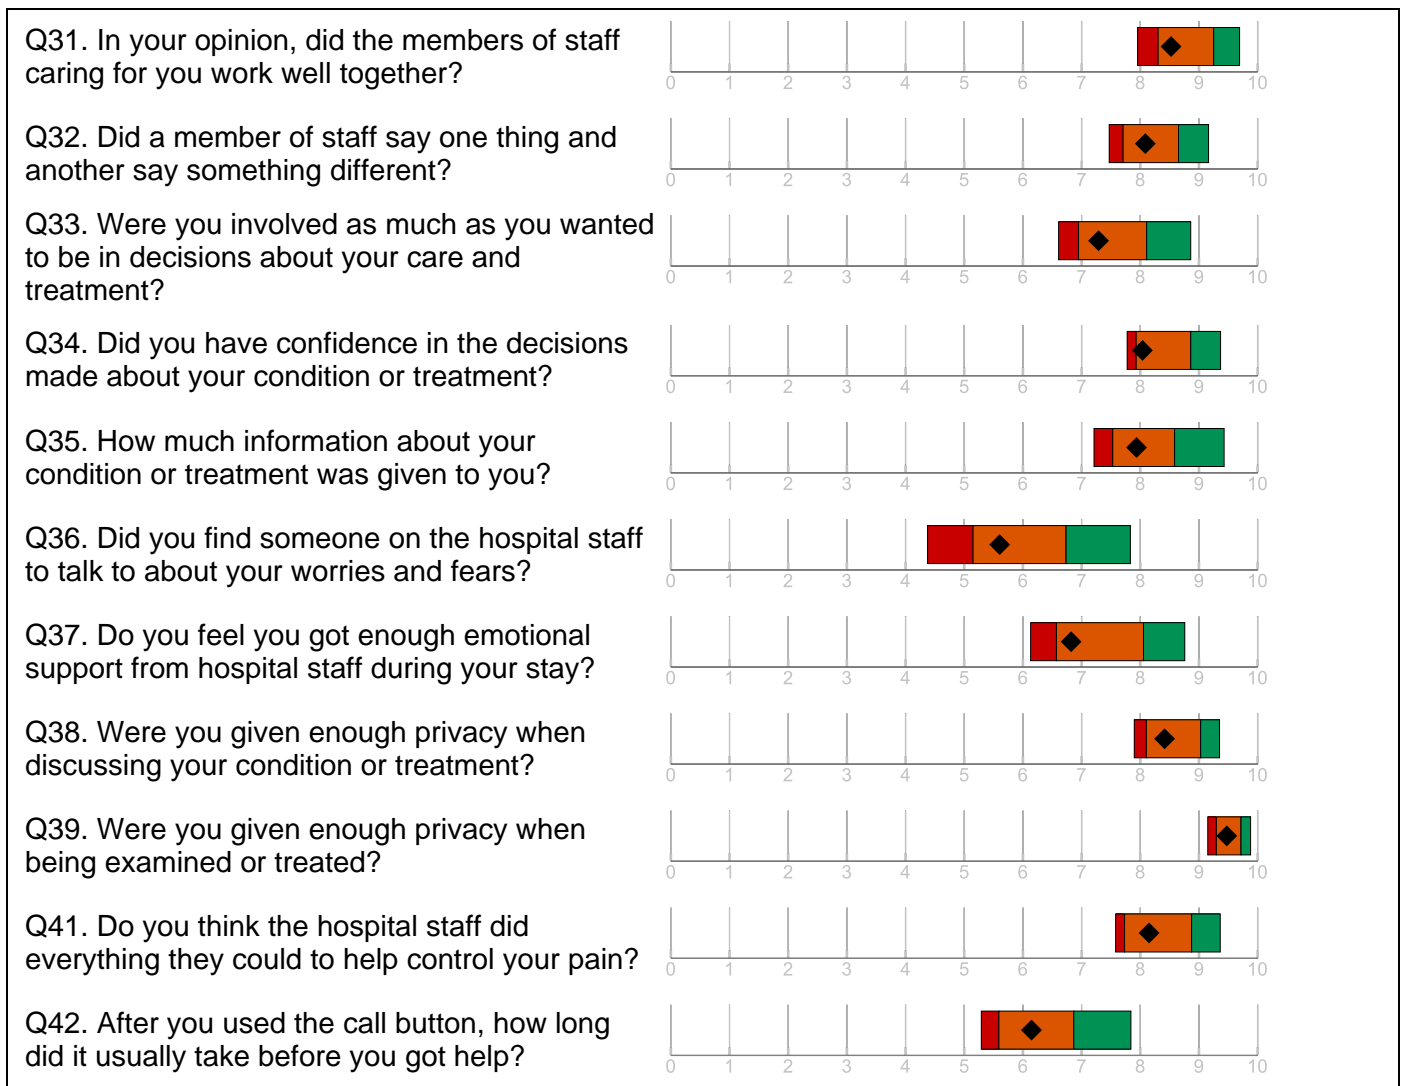 Q31. In your opinion, did the members of staff
caring for you work well together?
0 1 2 3 4 5 6 7 8 9 10
Q32. Did a member of staff say one thing and
another say something different?
0 1 2 3 4 5 6 7 8 9 10
Q33. Were you involved as much as you wanted
to be in decisions about your care and
treatment?
0 1 2 3 4 5 6 7 8 9 10
Q34. Did you have confidence in the decisions
made about your condition or treatment?
0 1 2 3 4 5 6 7 8 9 10
Q35. How much information about your
condition or treatment was given to you?
0 1 2 3 4 5 6 7 8 9 10
Q36. Did you find someone on the hospital staff
to talk to about your worries and fears?
0 1 2 3 4 5 6 7 8 9 10
Q37. Do you feel you got enough emotional
support from hospital staff during your stay?
0 1 2 3 4 5 6 7 8 9 10
Q38. Were you given enough privacy when
discussing your condition or treatment?
0 1 2 3 4 5 6 7 8 9 10
Q39. Were you given enough privacy when
being examined or treated?
0 1 2 3 4 5 6 7 8 9 10
Q41. Do you think the hospital staff did
everything they could to help control your pain?
0 1 2 3 4 5 6 7 8 9 10
Q42. After you used the call button, how long
did it usually take before you got help?
0 1 2 3 4 5 6 7 8 9 10